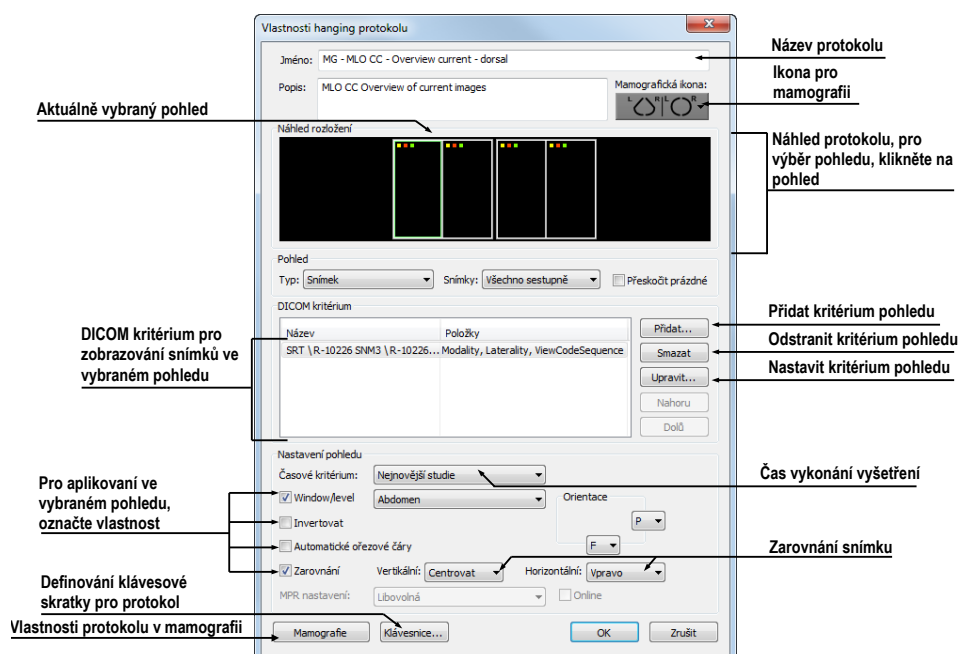 Vlastnosti hanging protokolu
Jméno: MG - MLO CC - Overview current - dorsal
Název protokolu
Popis: MLO CC Overview of current images
Mamografická ikona:
L R L R
Ikona pro
mamografii
Aktuálně vybraný pohled
Náhled rozložení
Náhled protokolu, pro
výběr pohledu, klikněte na
pohled
Pohled
Typ: Snímek Snímky: Všechno sestupně Přeskočit prázdné
DICOM kritérium
Název Položky
SRT \R-10226 SNM3 \R-10226... Modality, Laterality, ViewCodeSequence
Přidat...
Smazat
Upravit...
Nahoru
Dolů
Přidat kritérium pohledu
Odstranit kritérium pohledu
Nastavit kritérium pohledu
DICOM kritérium pro
zobrazování snímků ve
vybraném pohledu
Nastavení pohledu
Časové kritérium: Nejnovější studie
Čas vykonání vyšetření
Window/level Abdomen
Orientace
P
F
Invertovat
Automatické ořezové čáry
Pro aplikovaní ve
vybraném pohledu,
označte vlastnost
Zarovnání Vertikální: Centrovat Horizontální: Vpravo
Zarovnání snímku
MPR nastavení: Libovolná Online
Definování klávesové
skratky pro protokol
Vlastnosti protokolu v mamografii
Mamografie Klávesnice... OK Zrušit